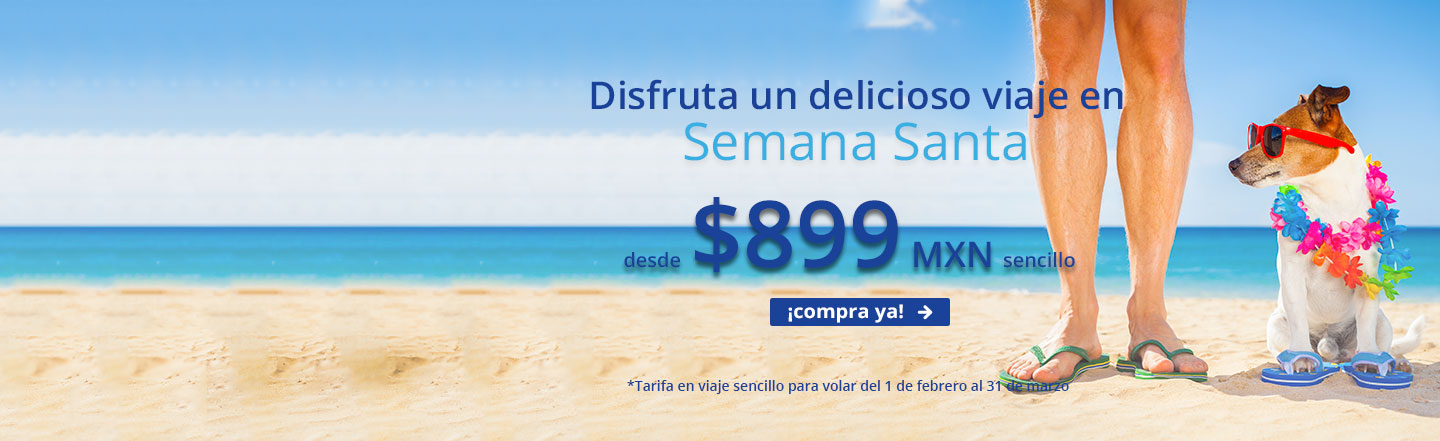 Disfruta un delicioso viaje en
Semana Santa
desde $899 MXN sencillo
¡compra ya! →
*Tarifa en viaje sencillo para volar del 1 de febrero al 31 de marzo